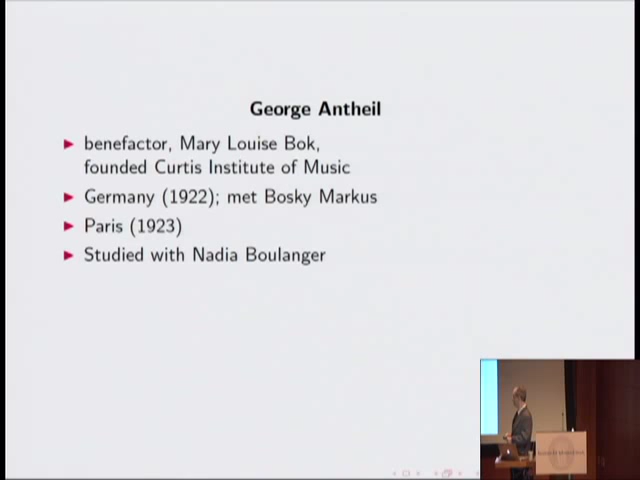 George Antheil
benefactor, Mary Louise Bok,
founded Curtis Institute of Music
Germany (1922); met Bosky Markus
Paris (1923)
Studied with Nadia Boulanger